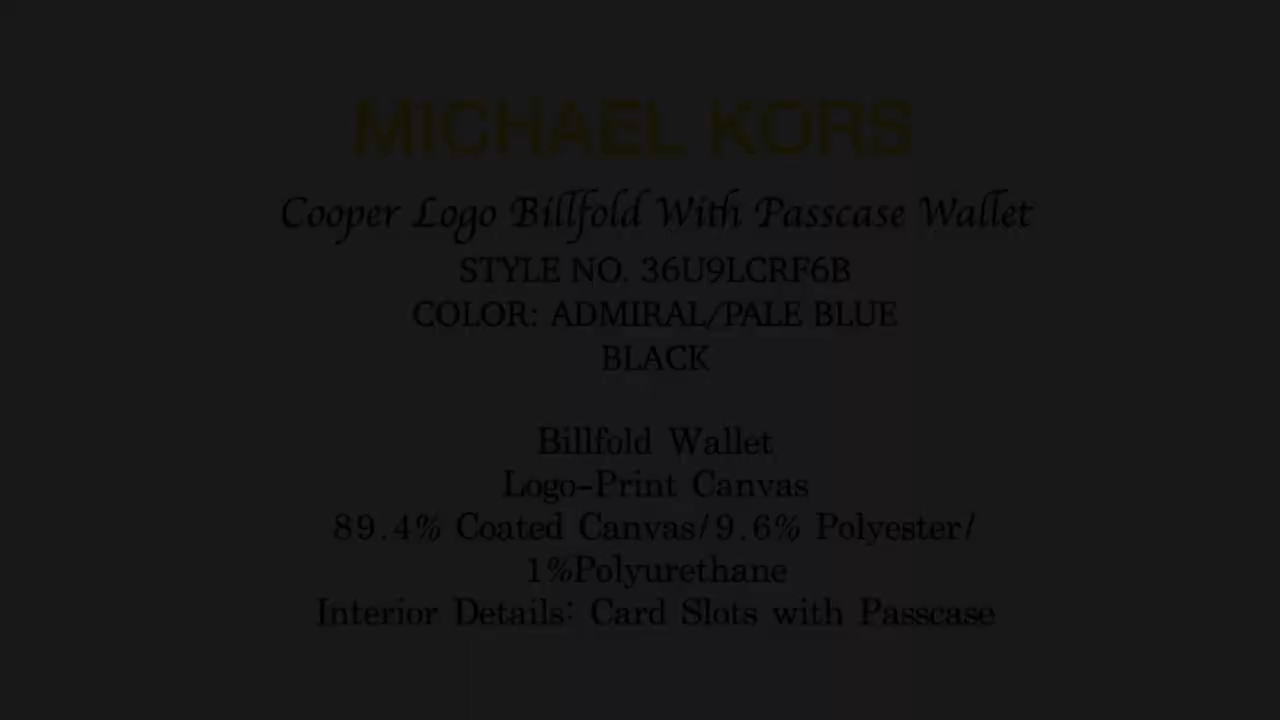 MICHAEL KORS
Cooper Logo Billfold With Passcase Wallet
STYLE NO. 36U9LCRF6B
COLOR: ADMIRAL/PALE BLUE
BLACK
Billfold Wallet
Logo-Print Canvas
89.4% Coated Canvas/9.6% Polyester/
1%Polyurethane
Interior Details: Card Slots with Passcase